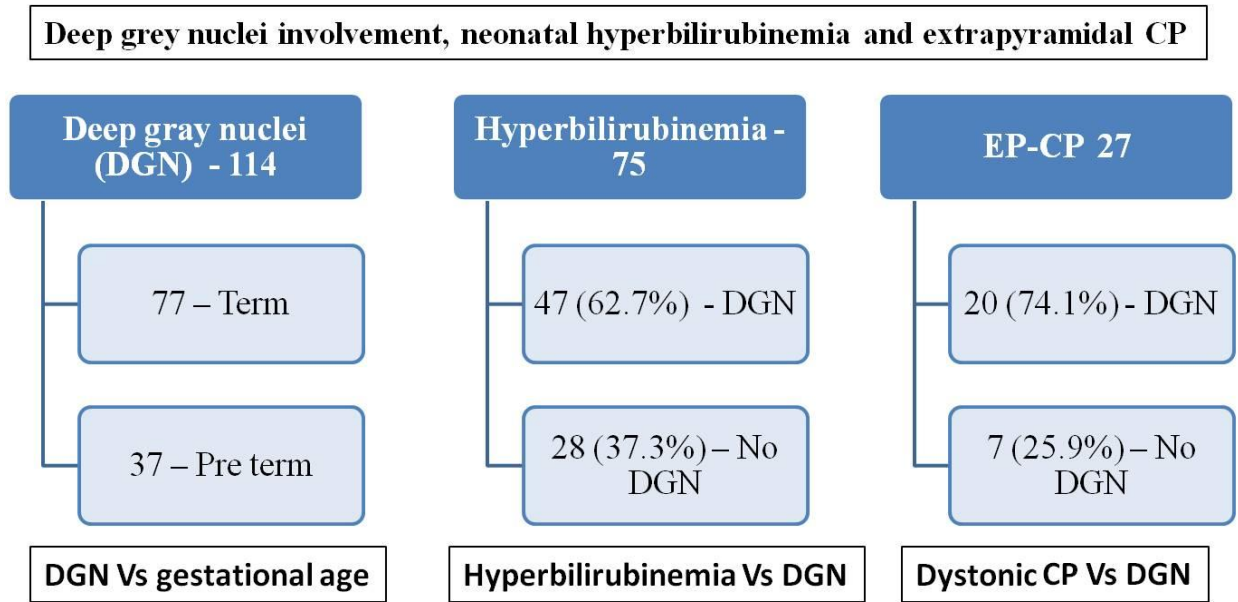 Deep grey nuclei involvement, neonatal hyperbilirubinemia and extrapyramidal CP
Deep gray nuclei
(DGN) - 114
77 – Term
37 – Pre term
DGN Vs gestational age
Hyperbilirubinemia -
75
47 (62.7%) - DGN
28 (37.3%) – No
DGN
Hyperbilirubinemia Vs DGN
EP-CP 27
20 (74.1%) - DGN
7 (25.9%) – No
DGN
Dystonic CP Vs DGN